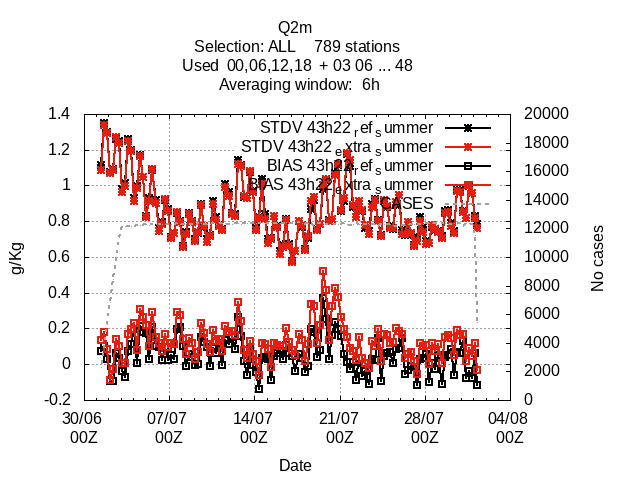 Q2m
Selection: ALL 789 stations
Used 00,06,12,18 + 03 06 ... 48
Averaging window: 6h
1.4
1.2
1
0.8
0.6
0.4
0.2
0
-0.2
g/Kg
STDV 43h22_ref_summer
STDV 43h22_extra_summer
BIAS 43h22_ref_summer
BIAS 43h22_extra_summer
CASES
20000
18000
16000
14000
12000
10000
8000
6000
4000
2000
0
No cases
30/06 07/07 14/07 21/07 28/07 04/08
00Z 00Z 00Z 00Z 00Z 00Z
Date